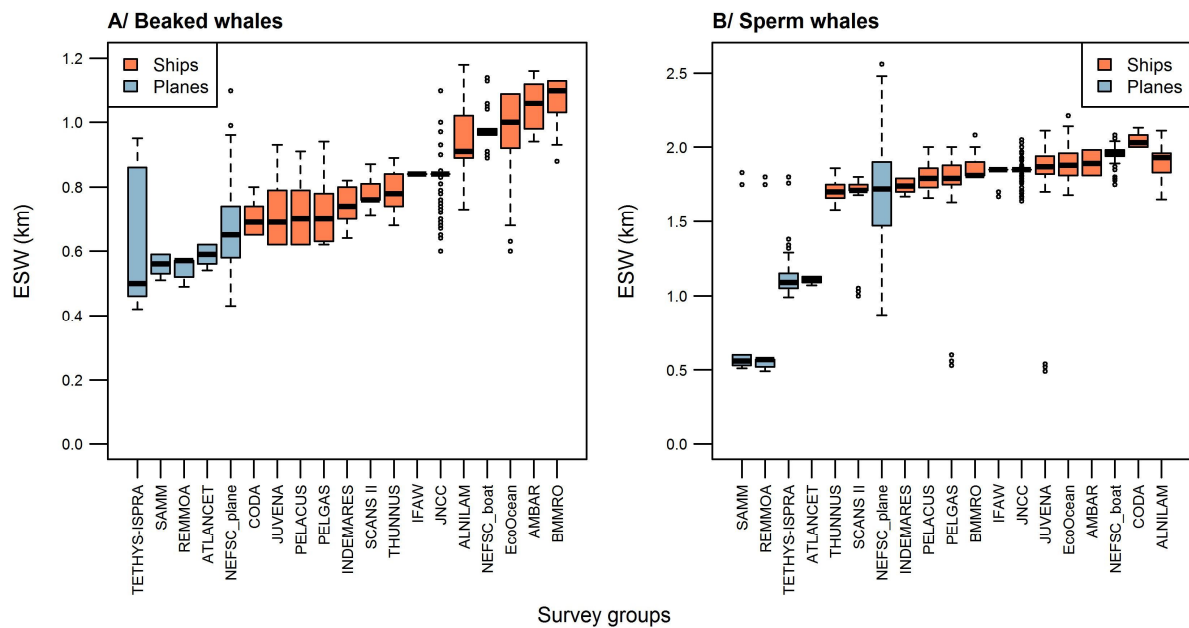 A/ Beaked whales
Ships
Planes
ESW (km)
1.2
1.0
0.8
0.6
0.4
0.2
0.0
TETHYS-ISPRA
SAMM
REMMOA
ATLANCET
NEFSC_plane
CODA
JUVENA
PELACUS
PELGAS
INDEMARES
SCANS II
THUNNUS
IFAW
JNCC
ALNILAM
NEFSC_boat
EcoOcean
AMBAR
BMMRO
B/ Sperm whales
Ships
Planes
ESW (km)
2.5
2.0
1.5
1.0
0.5
0.0
SAMM
REMMOA
TETHYS-ISPRA
ATLANCET
THUNNUS
SCANS II
NEFSC_plane
INDEMARES
PELACUS
PELGAS
BMMRO
IFAW
JNCC
JUVENA
EcoOcean
AMBAR
NEFSC_boat
CODA
ALNILAM
Survey groups